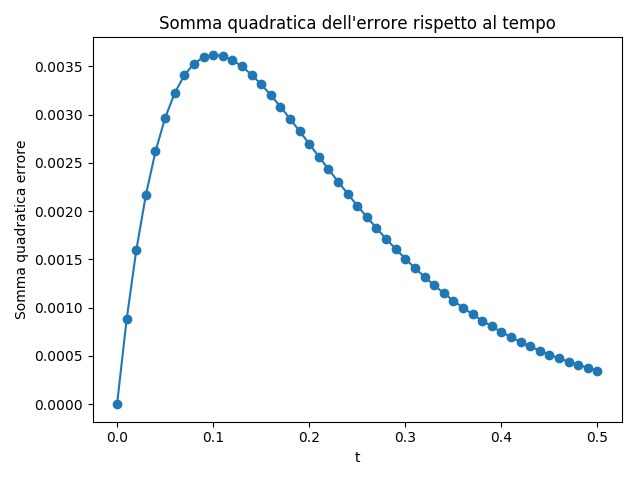 Somma quadratica dell'errore rispetto al tempo
Somma quadratica errore
0.0035
0.0030
0.0025
0.0020
0.0015
0.0010
0.0005
0.0000
0.0 0.1 0.2 0.3 0.4 0.5
t